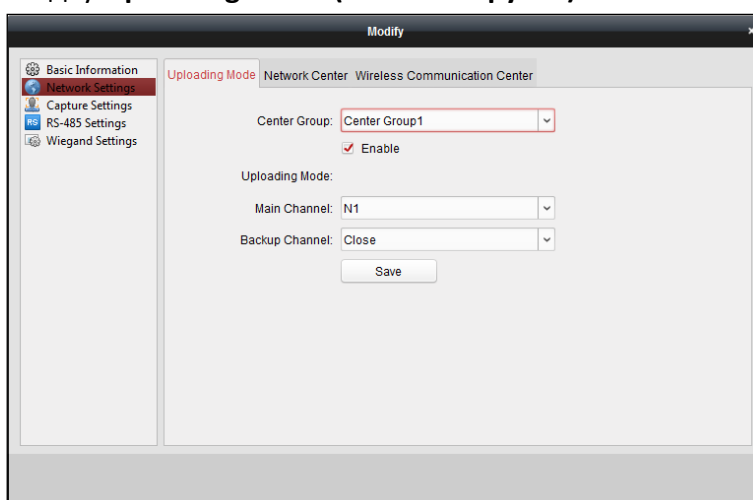 Modify
×
Basic Information
Network Settings
Capture Settings
RS RS-485 Settings
Wiegand Settings
Uploading Mode Network Center Wireless Communication Center
Center Group: Center Group1
Enable
Uploading Mode:
Main Channel: N1
Backup Channel: Close
Save